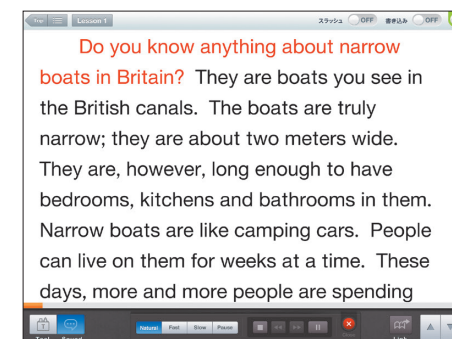 Top Lesson 1 スラッシュ OFF 書き込み OFF
Do you know anything about narrow
boats in Britain? They are boats you see in
the British canals. The boats are truly
narrow; they are about two meters wide.
They are, however, long enough to have
bedrooms, kitchens and bathrooms in them.
Narrow boats are like camping cars. People
can live on them for weeks at a time. These
days, more and more people are spending
Natural Fast Slow Pause